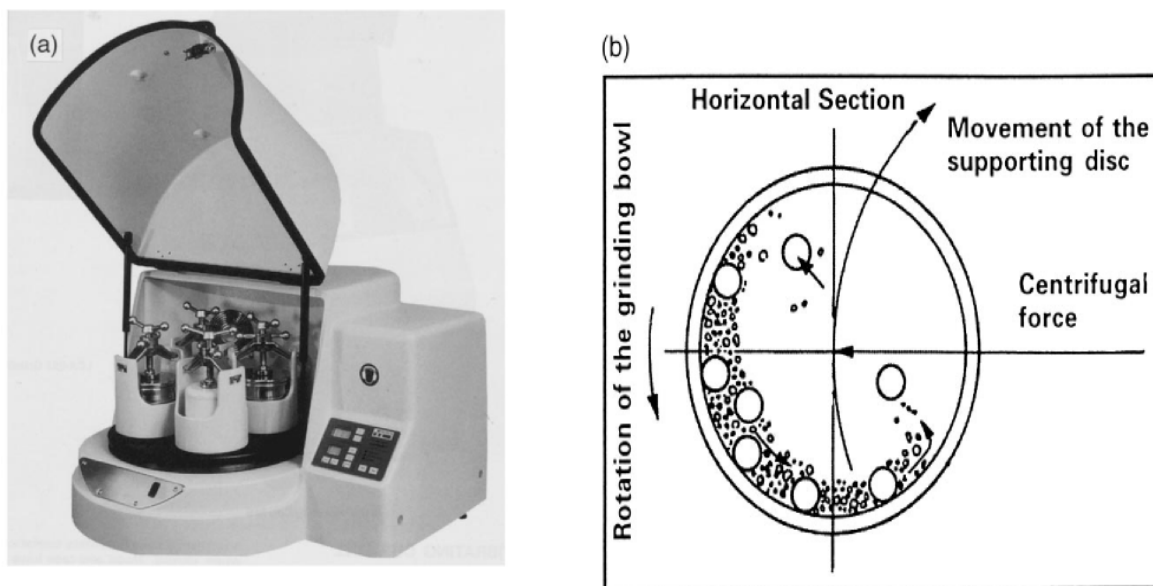 (a)
(b)
Horizontal Section
Movement of the
supporting disc
Rotation of the grinding bowl
Centrifugal
force